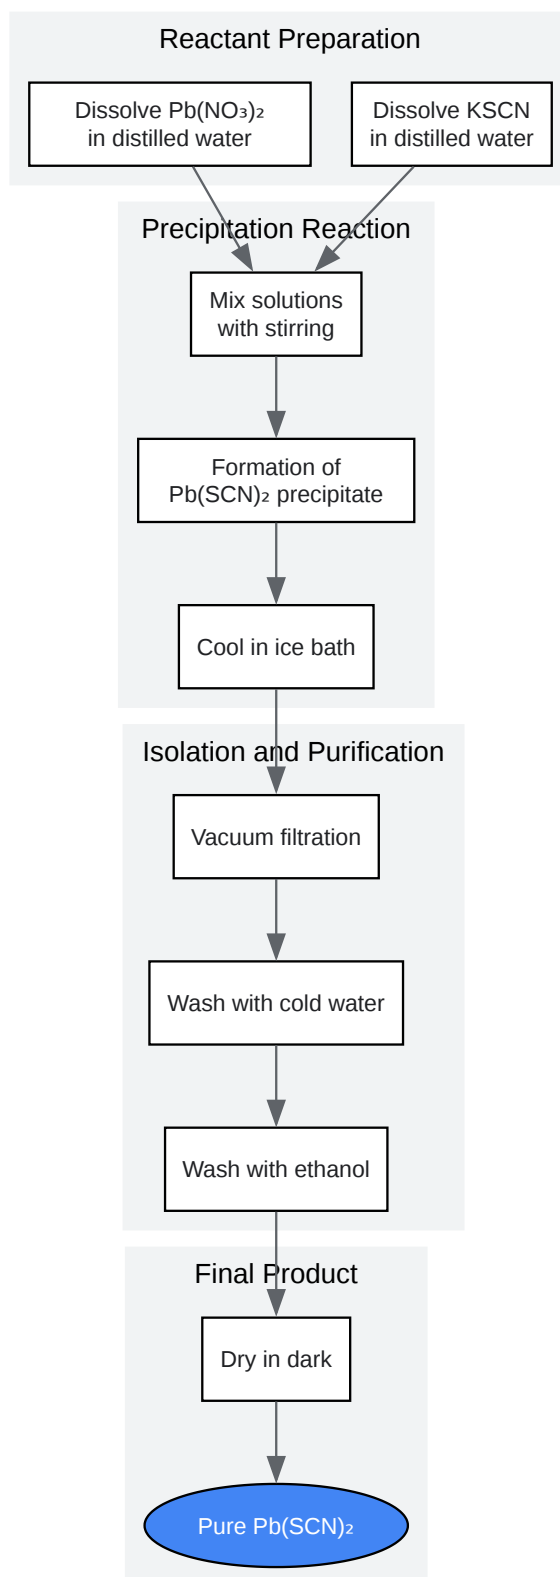 Reactant Preparation
Dissolve Pb(NO₃)₂
in distilled water
Dissolve KSCN
in distilled water
Precipitation Reaction
Mix solutions
with stirring
Formation of
Pb(SCN)₂ precipitate
Cool in ice bath
Isolation and Purification
Vacuum filtration
Wash with cold water
Wash with ethanol
Final Product
Dry in dark
Pure Pb(SCN)₂